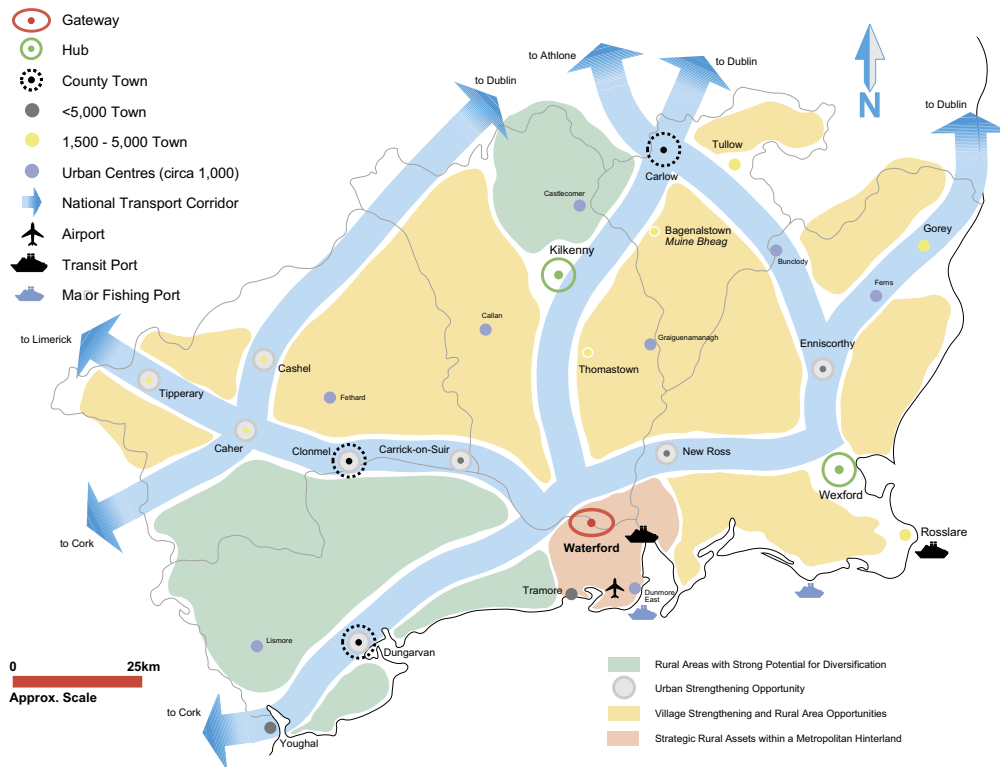 Gateway
Hub
County Town
<5,000 Town
1,500 - 5,000 Town
Urban Centres (circa 1,000)
National Transport Corridor
Airport
Transit Port
Ma or Fishing Port
to Athlone
to Dublin
to Dublin
N
to Dublin
Tullow
Carlow
Castlecomer
Bagenalstown
Muine Bheag
Kilkenny
Gorey
Bunclody
Ferns
Callan
to Limerick
Graiguenamanagh
Enniscorthy
Cashel
Thomastown
Tipperary
Fethard
Caher
Clonmel
Carrick-on-Suir
New Ross
Wexford
to Cork
Waterford
Rosslare
Tramore
Dunmore
East
Lismore
Dungarvan
0 25km
Approx. Scale
to Cork
Youghal
Rural Areas with Strong Potential for Diversification
Urban Strengthening Opportunity
Village Strengthening and Rural Area Opportunities
Strategic Rural Assets within a Metropolitan Hinterland